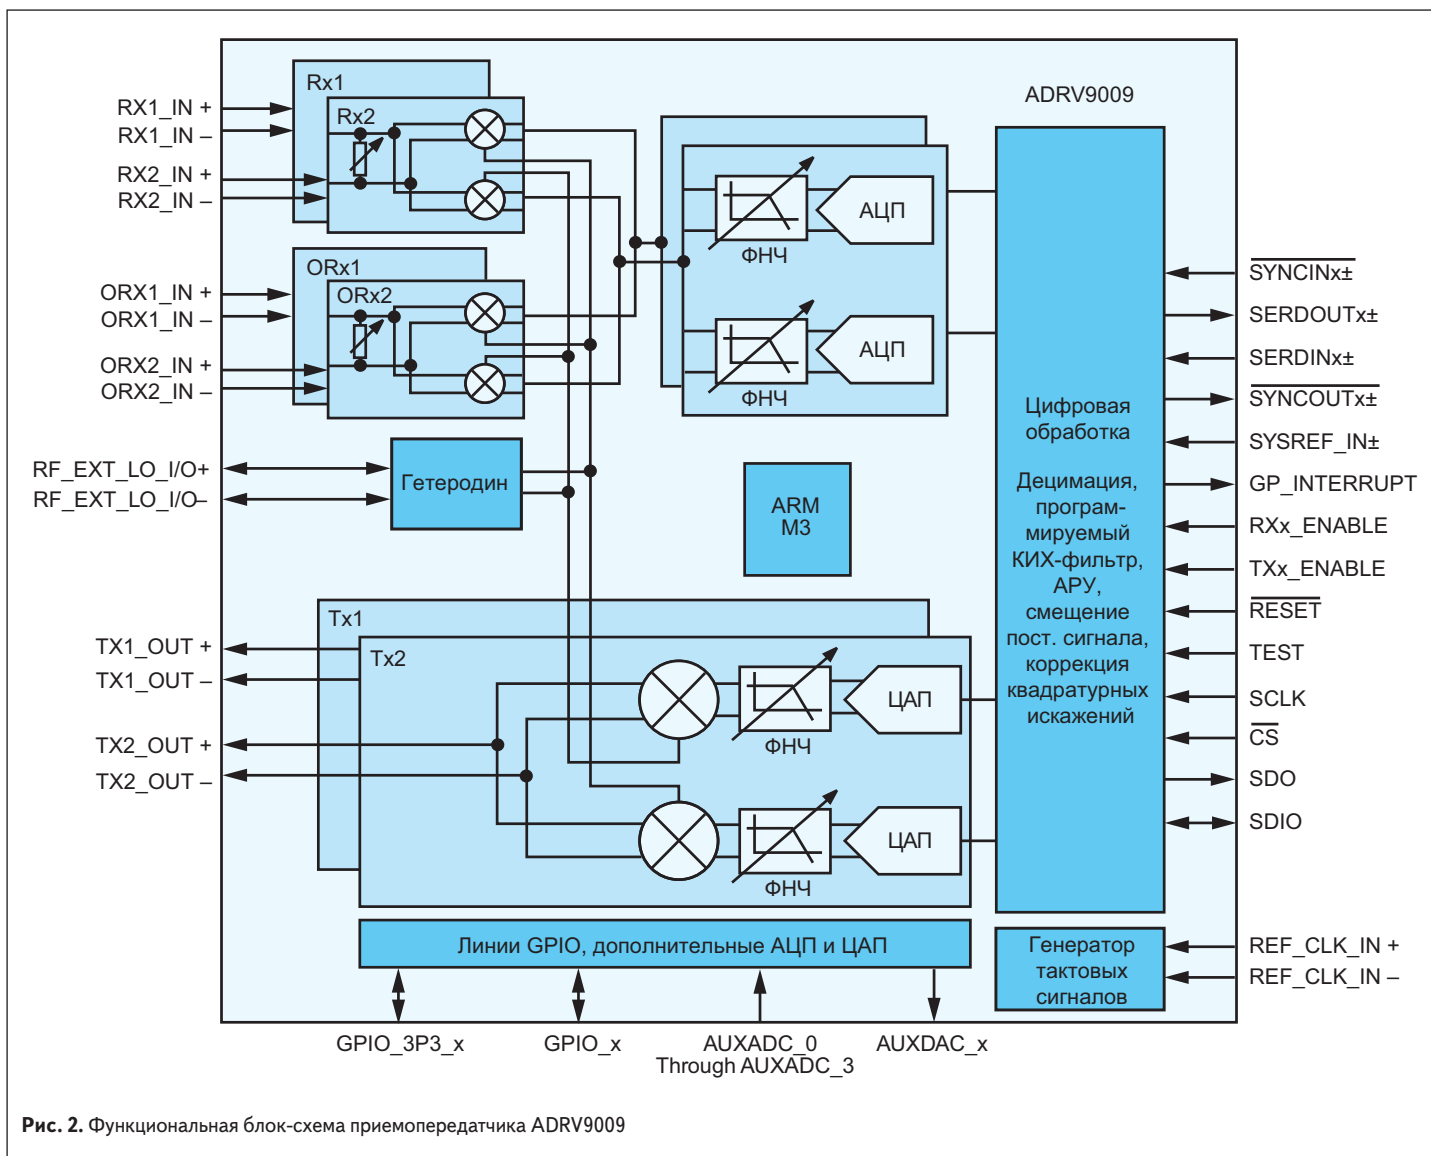 ADRV9009
Rx1
Rx2
RX1_IN +
RX1_IN –
RX2_IN +
RX2_IN –
ORx1
ORx2
ORX1_IN +
ORX1_IN –
ORX2_IN +
ORX2_IN –
АЦП
ФНЧ
АЦП
ФНЧ
RF_EXT_LO_I/O+
RF_EXT_LO_I/O–
Гетеродин
ARM
M3
Цифровая
обработка
Децимация,
програм-
мируемый
КИХ-фильтр,
АРУ,
смещение
пост. сигнала,
коррекция
квадратурных
искажений
SYNCINx±
SERDOUTx±
SERDINx±
SYNCOUTx±
SYSREF_IN±
GP_INTERRUPT
RXx_ENABLE
TXx_ENABLE
RESET
TEST
SCLK
CS
SDO
SDIO
Tx1
Tx2
TX1_OUT +
TX1_OUT –
TX2_OUT +
TX2_OUT –
ЦАП
ФНЧ
ЦАП
ФНЧ
Линии GPIO, дополнительные АЦП и ЦАП
Генератор
тактовых
сигналов
REF_CLK_IN +
REF_CLK_IN –
GPIO_3P3_x
GPIO_x
AUXADC_0
Through AUXADC_3
AUXDAC_x
Рис. 2. Функциональная блок-схема приемопередатчика ADRV9009